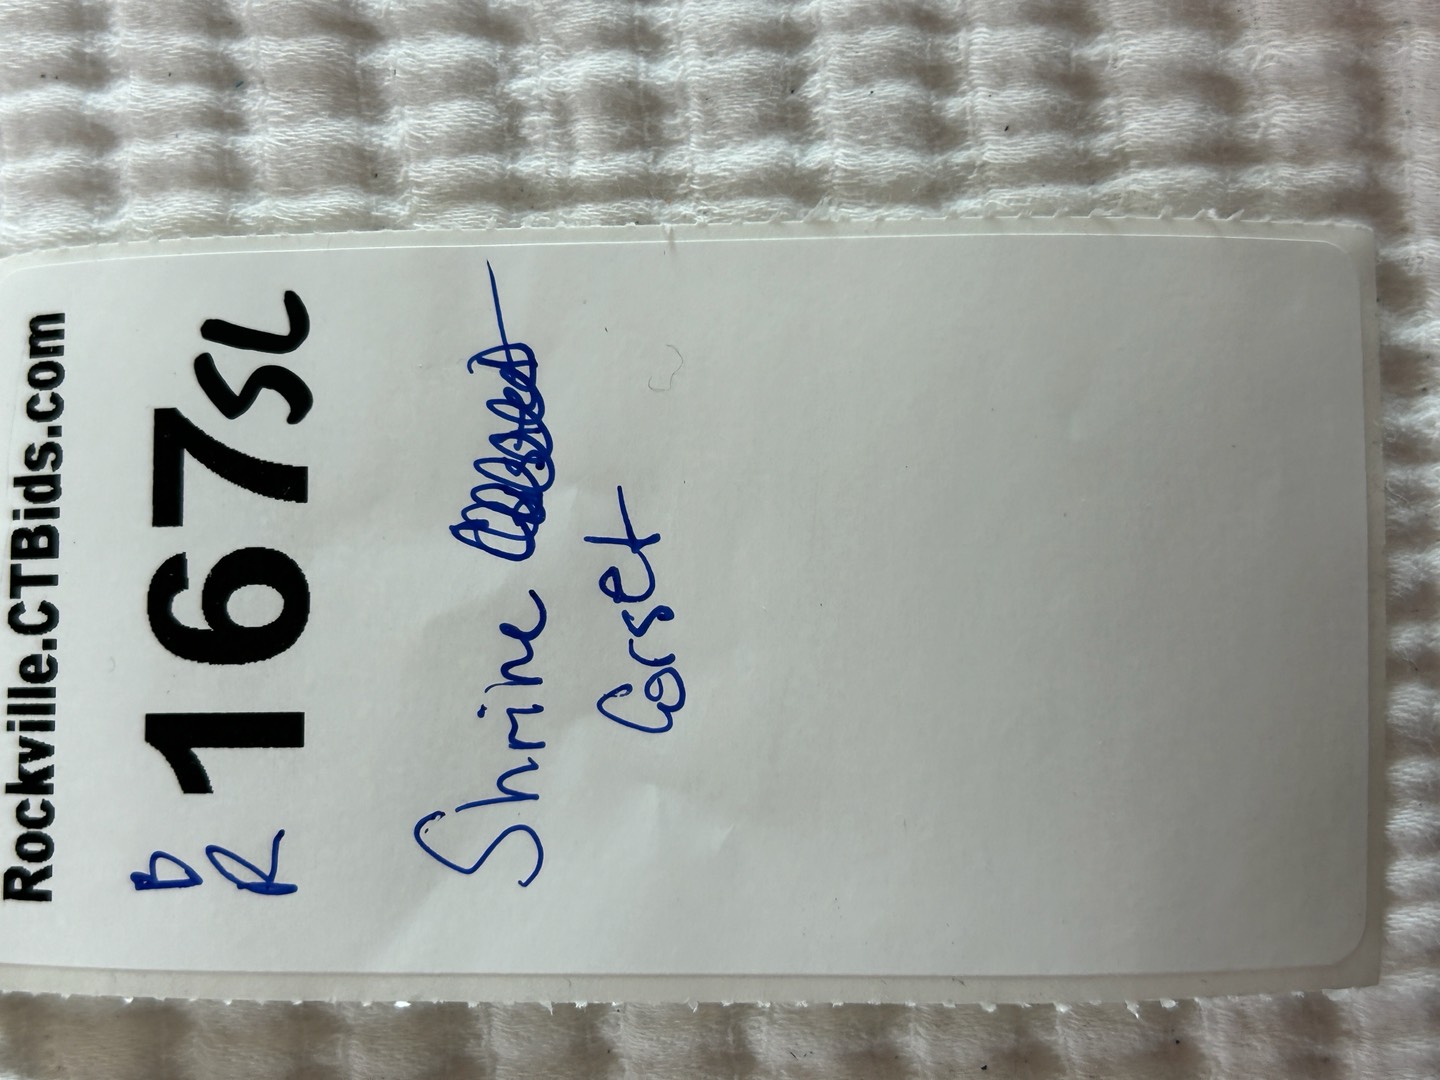 Rockville.CTBids.com
B
R 167SL
Shrine
Corset